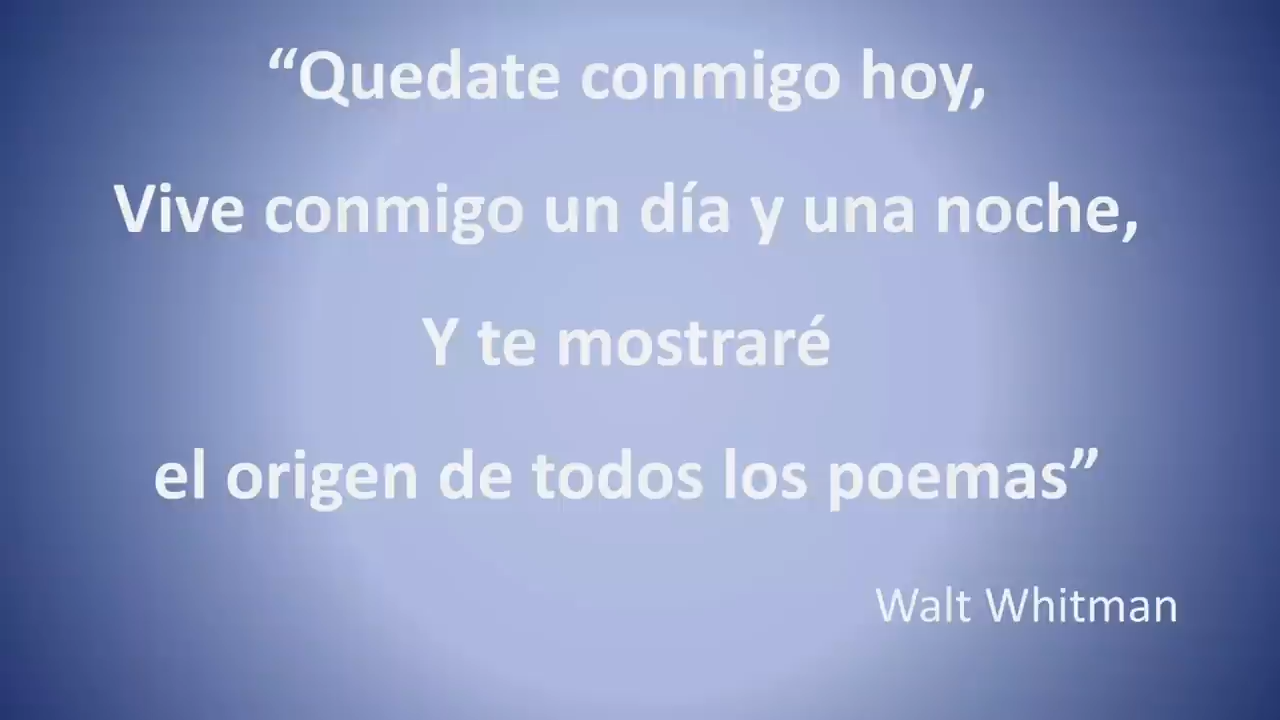 “Quedate conmigo hoy,
Vive conmigo un día y una noche,
Y te mostraré
el origen de todos los poemas”
Walt Whitman